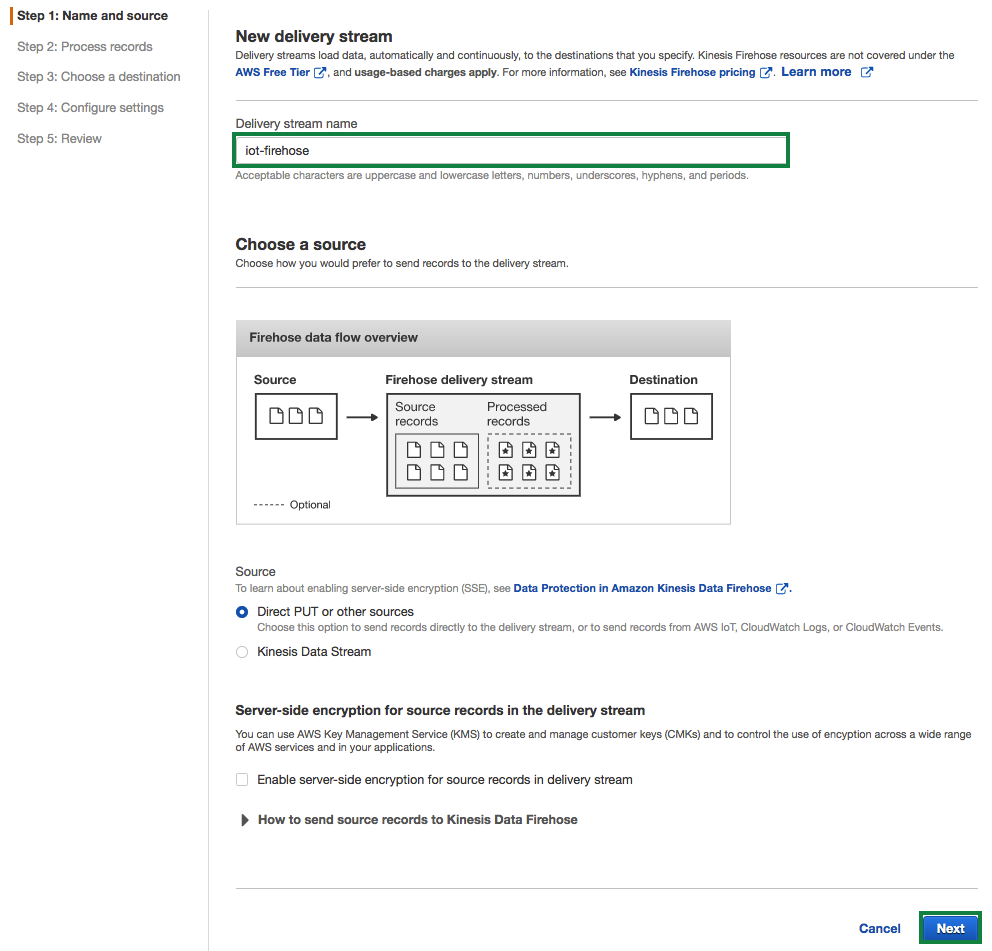 Step 1: Name and source
Step 2: Process records
Step 3: Choose a destination
Step 4: Configure settings
Step 5: Review
New delivery stream
Delivery streams load data, automatically and continuously, to the destinations that you specify. Kinesis Firehose resources are not covered under the
AWS Free Tier , and usage-based charges apply. For more information, see Kinesis Firehose pricing . Learn more
Delivery stream name
iot-firehose
Acceptable characters are uppercase and lowercase letters, numbers, underscores, hyphens, and periods.
Choose a source
Choose how you would prefer to send records to the delivery stream.
Firehose data flow overview
Source
Firehose delivery stream
Destination
Source
records
Processed
records
Optional
Source
To learn about enabling server-side encryption (SSE), see Data Protection in Amazon Kinesis Data Firehose .
Direct PUT or other sources
Choose this option to send records directly to the delivery stream, or to send records from AWS IoT, CloudWatch Logs, or CloudWatch Events.
Kinesis Data Stream
Server-side encryption for source records in the delivery stream
You can use AWS Key Management Service (KMS) to create and manage customer keys (CMKs) and to control the use of encyption across a wide range
of AWS services and in your applications.
Enable server-side encryption for source records in delivery stream
How to send source records to Kinesis Data Firehose
Cancel
Next